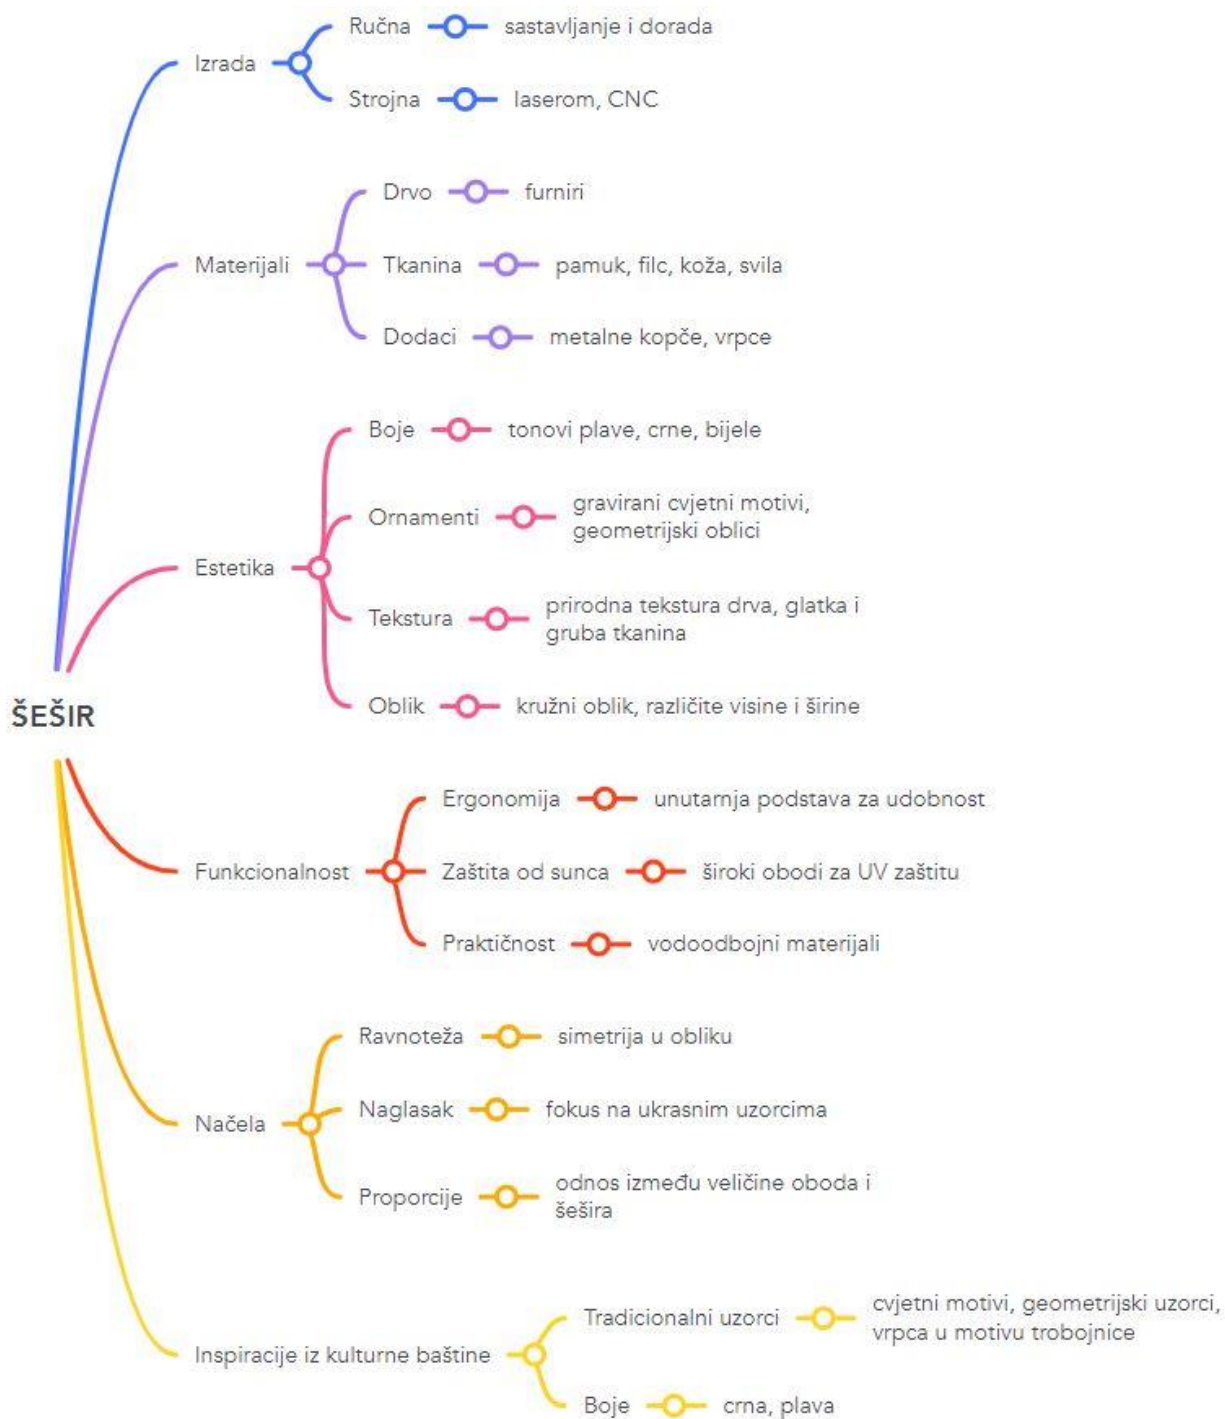 Ručna
sastavljanje i dorada
Izrada
Strojna
laserom, CNC
Drvo
furniri
Materijali
Tkanina
pamuk, filc, koža, svila
Dodaci
metalne kopče, vrpce
Boje
tonovi plave, crne, bijele
Ornamenti
gravirani cvjetni motivi,
geometrijski oblici
Estetika
Tekstura
prirodna tekstura drva, glatka i
gruba tkanina
Oblik
kružni oblik, različite visine i širine
ŠEŠIR
Ergonomija
unutarnja podstava za udobnost
Funkcionalnost
Zaštita od sunca
široki obodi za UV zaštitu
Praktičnost
vodoodbojni materijali
Ravnoteža
simetrija u obliku
Načela
Naglasak
fokus na ukrasnim uzorcima
Proporcije
odnos između veličine oboda i
šešira
Tradicionalni uzorci
cvjetni motivi, geometrijski uzorci,
vrpca u motivu trobojnice
Inspiracije iz kulturne baštine
Boje
crna, plava